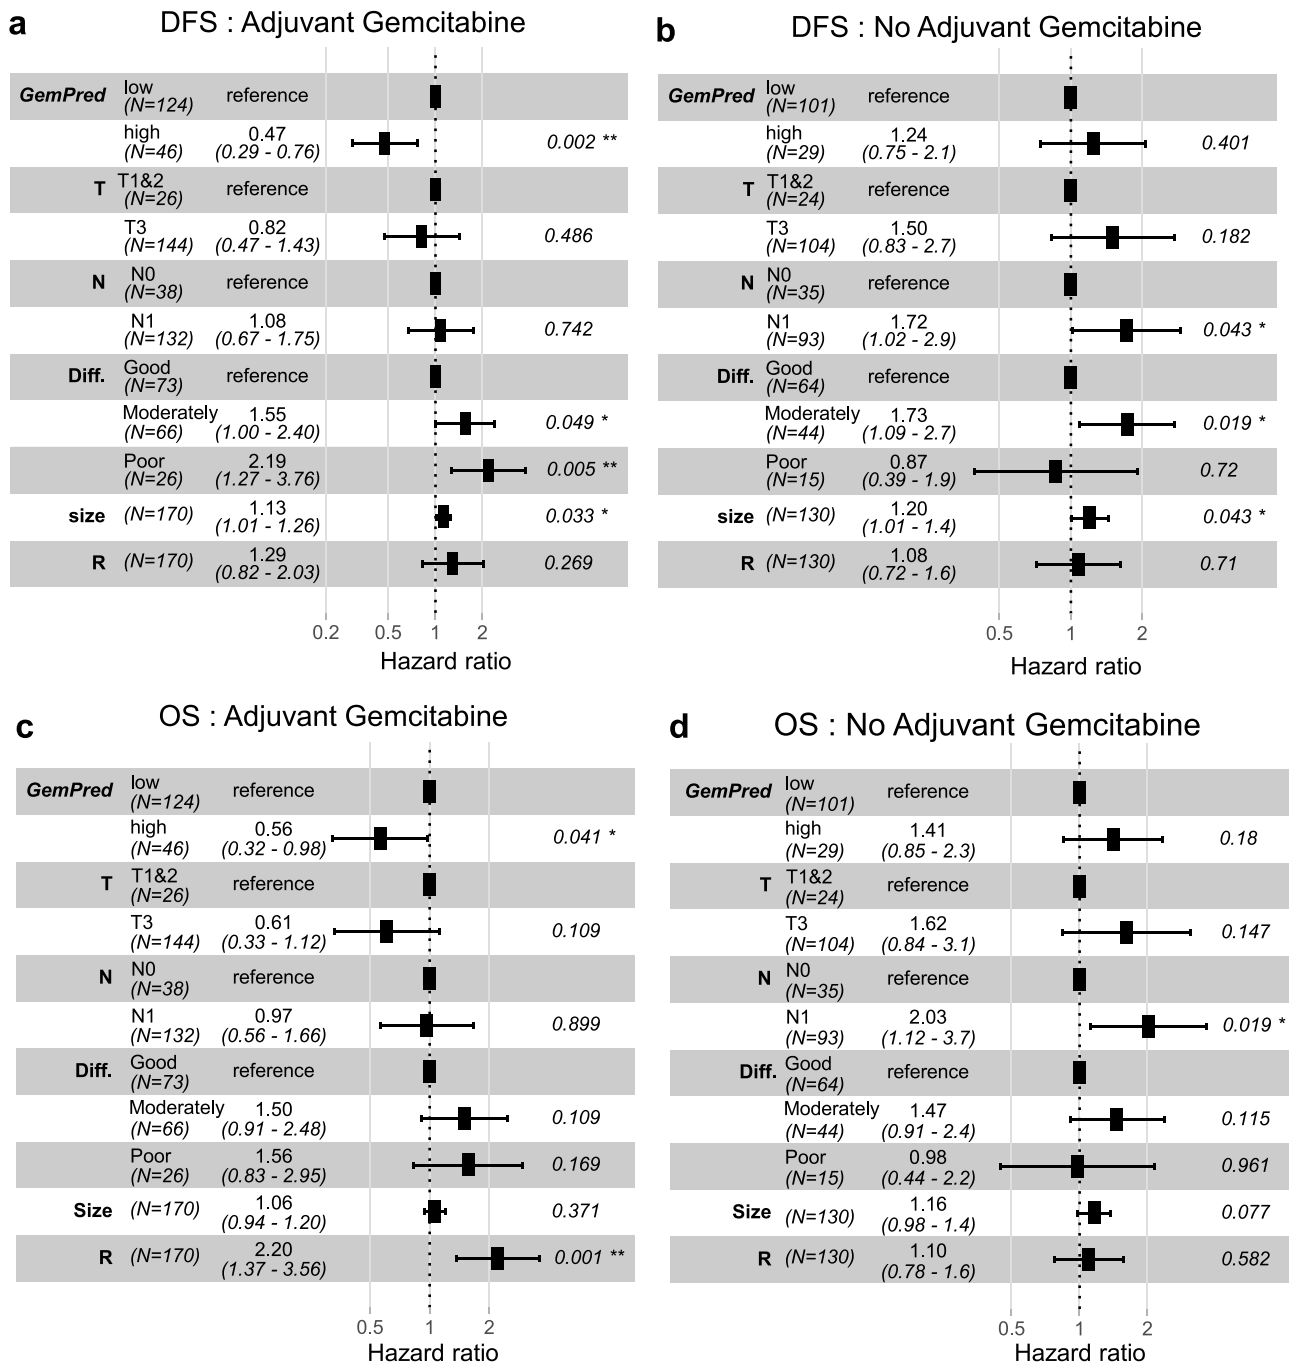 a
DFS : Adjuvant Gemcitabine
GemPred low reference
(N=124)
high 0.47 0.002 **
(N=46) (0.29 - 0.76)
T T1&2 reference
(N=26)
T3 0.82 0.486
(N=144) (0.47 - 1.43)
N N0 reference
(N=38)
N1 1.08 0.742
(N=132) (0.67 - 1.75)
Diff. Good reference
(N=73)
Moderately 1.55 0.049 *
(N=66) (1.00 - 2.40)
Poor 2.19 0.005 **
(N=26) (1.27 - 3.76)
size (N=170) 1.13 0.033 *
(1.01 - 1.26)
R (N=170) 1.29 0.269
(0.82 - 2.03)
0.2 0.5 1 2
Hazard ratio
b
DFS : No Adjuvant Gemcitabine
GemPred low reference
(N=101)
high 1.24 0.401
(N=29) (0.75 - 2.1)
T T1&2 reference
(N=24)
T3 1.50 0.182
(N=104) (0.83 - 2.7)
N N0 reference
(N=35)
N1 1.72 0.043 *
(N=93) (1.02 - 2.9)
Diff. Good reference
(N=64)
Moderately 1.73 0.019 *
(N=44) (1.09 - 2.7)
Poor 0.87 0.72
(N=15) (0.39 - 1.9)
size (N=130) 1.20 0.043 *
(1.01 - 1.4)
R (N=130) 1.08 0.71
(0.72 - 1.6)
0.5 1 2
Hazard ratio
c
OS : Adjuvant Gemcitabine
GemPred low reference
(N=124)
high 0.56 0.041 *
(N=46) (0.32 - 0.98)
T T1&2 reference
(N=26)
T3 0.61 0.109
(N=144) (0.33 - 1.12)
N N0 reference
(N=38)
N1 0.97 0.899
(N=132) (0.56 - 1.66)
Diff. Good reference
(N=73)
Moderately 1.50 0.109
(N=66) (0.91 - 2.48)
Poor 1.56 0.169
(N=26) (0.83 - 2.95)
Size (N=170) 1.06 0.371
(0.94 - 1.20)
R (N=170) 2.20 0.001 **
(1.37 - 3.56)
0.5 1 2
Hazard ratio
d
OS : No Adjuvant Gemcitabine
GemPred low reference
(N=101)
high 1.41 0.18
(N=29) (0.85 - 2.3)
T T1&2 reference
(N=24)
T3 1.62 0.147
(N=104) (0.84 - 3.1)
N N0 reference
(N=35)
N1 2.03 0.019 *
(N=93) (1.12 - 3.7)
Diff. Good reference
(N=64)
Moderately 1.47 0.115
(N=44) (0.91 - 2.4)
Poor 0.98 0.961
(N=15) (0.44 - 2.2)
Size (N=130) 1.16 0.077
(0.98 - 1.4)
R (N=130) 1.10 0.582
(0.78 - 1.6)
0.5 1 2
Hazard ratio